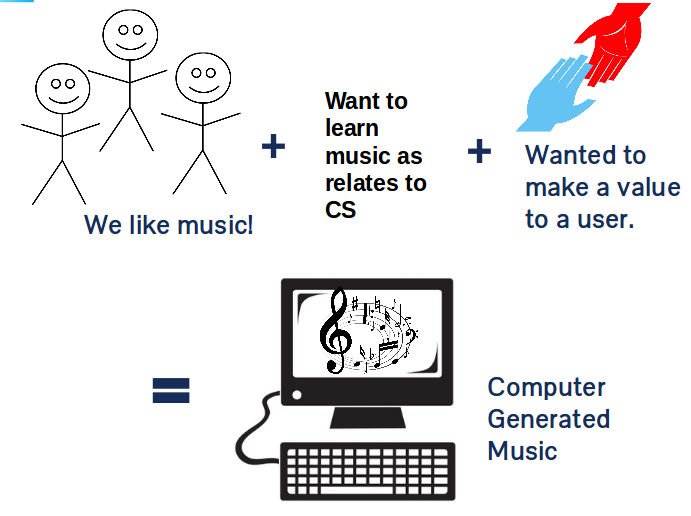 We like music!
+
Want to
learn
music as
relates to
CS
+
Wanted to
make a value
to a user.
=
Computer
Generated
Music